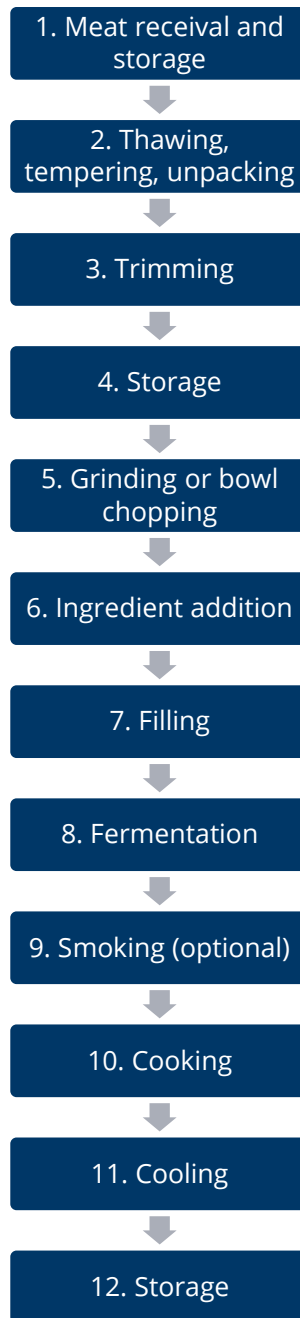 1. Meat receival and
storage
2. Thawing,
tempering, unpacking
3. Trimming
4. Storage
5. Grinding or bowl
chopping
6. Ingredient addition
7. Filling
8. Fermentation
9. Smoking (optional)
10. Cooking
11. Cooling
12. Storage